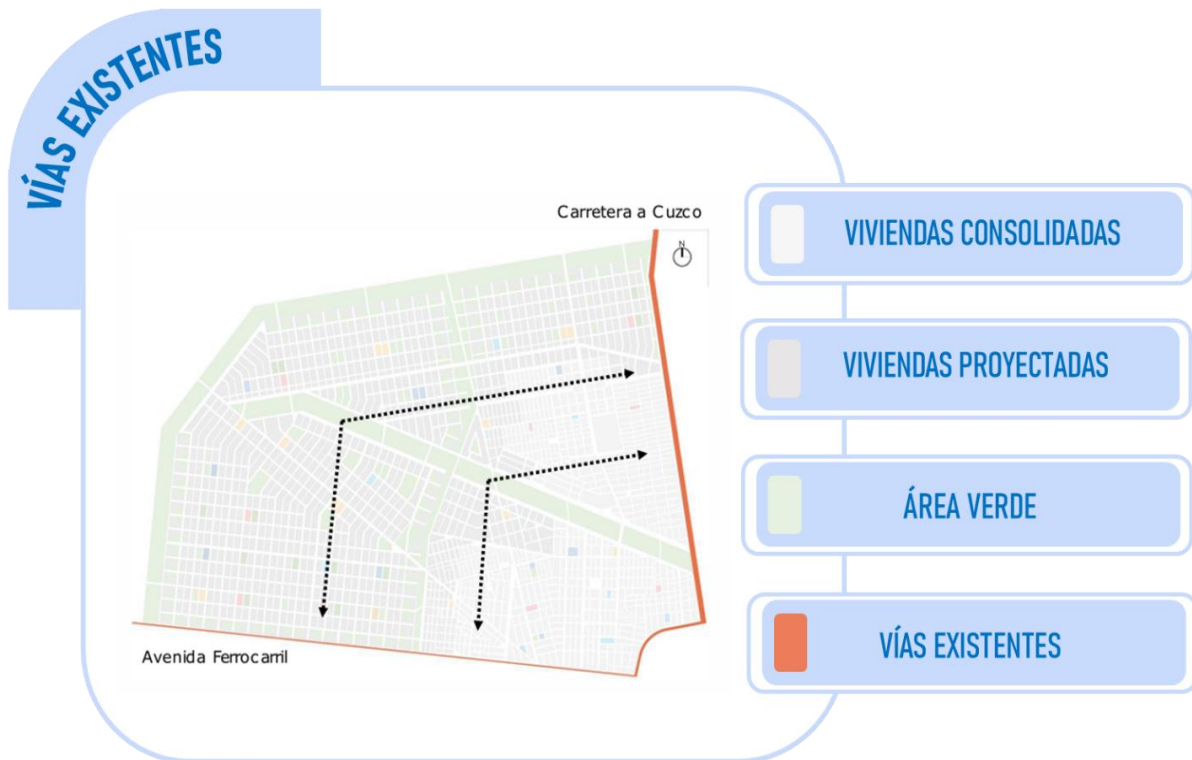 VÍAS EXISTENTES
Carretera a Cuzco
N
Avenida Ferrocarril
VIVIENDAS CONSOLIDADAS
VIVIENDAS PROYECTADAS
ÁREA VERDE
VÍAS EXISTENTES